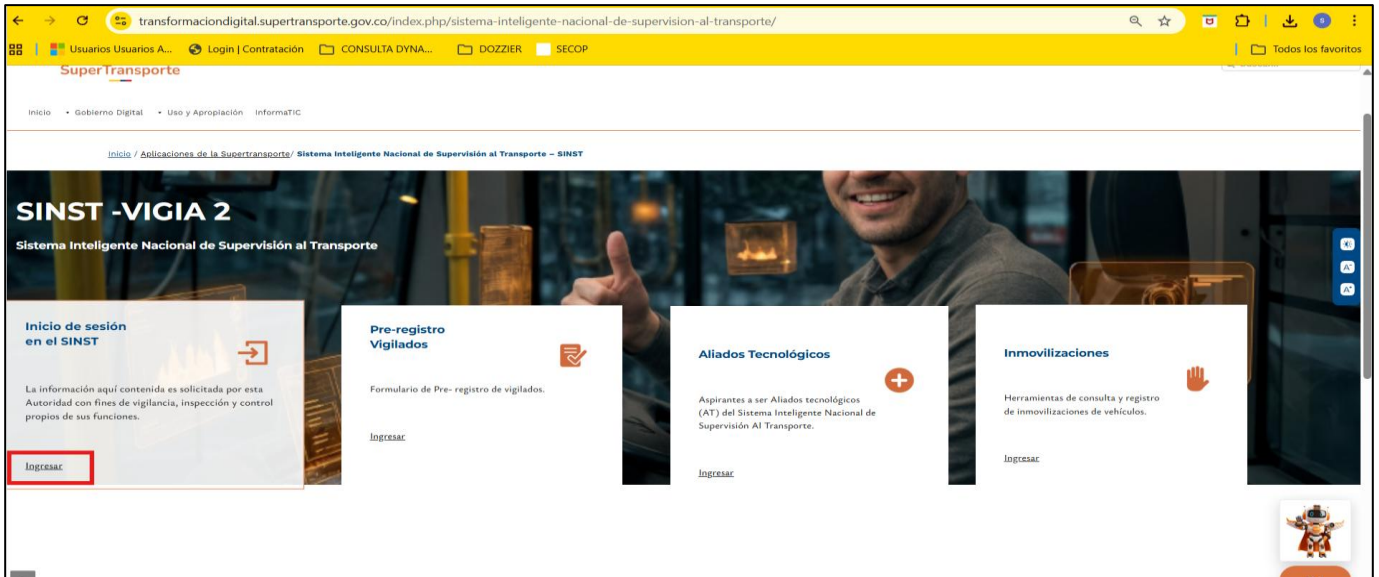 transformaciondigital.supertransporte.gov.co/index.php/sistema-inteligente-nacional-de-supervision-al-transporte/
Usuarios Usuarios A... Login | Contratación CONSULTA DYNA... DOZZIER SECOP Todos los favoritos
SuperTransporte
Inicio • Gobierno Digital • Uso y Apropiación InformaTIC
Inicio / Aplicaciones de la Supertransporte/ Sistema Inteligente Nacional de Supervisión al Transporte – SINST
SINST -VIGIA 2
Sistema Inteligente Nacional de Supervisión al Transporte
Inicio de sesión
en el SINST
La información aquí contenida es solicitada por esta
Autoridad con fines de vigilancia, inspección y control
propios de sus funciones.
Ingresar
Pre-registro
Vigilados
Formulario de Pre- registro de vigilados.
Ingresar
Aliados Tecnológicos
Aspirantes a ser Aliados tecnológicos
(AT) del Sistema Inteligente Nacional de
Supervisión Al Transporte.
Ingresar
Inmovilizaciones
Herramientas de consulta y registro
de inmovilizaciones de vehículos.
Ingresar